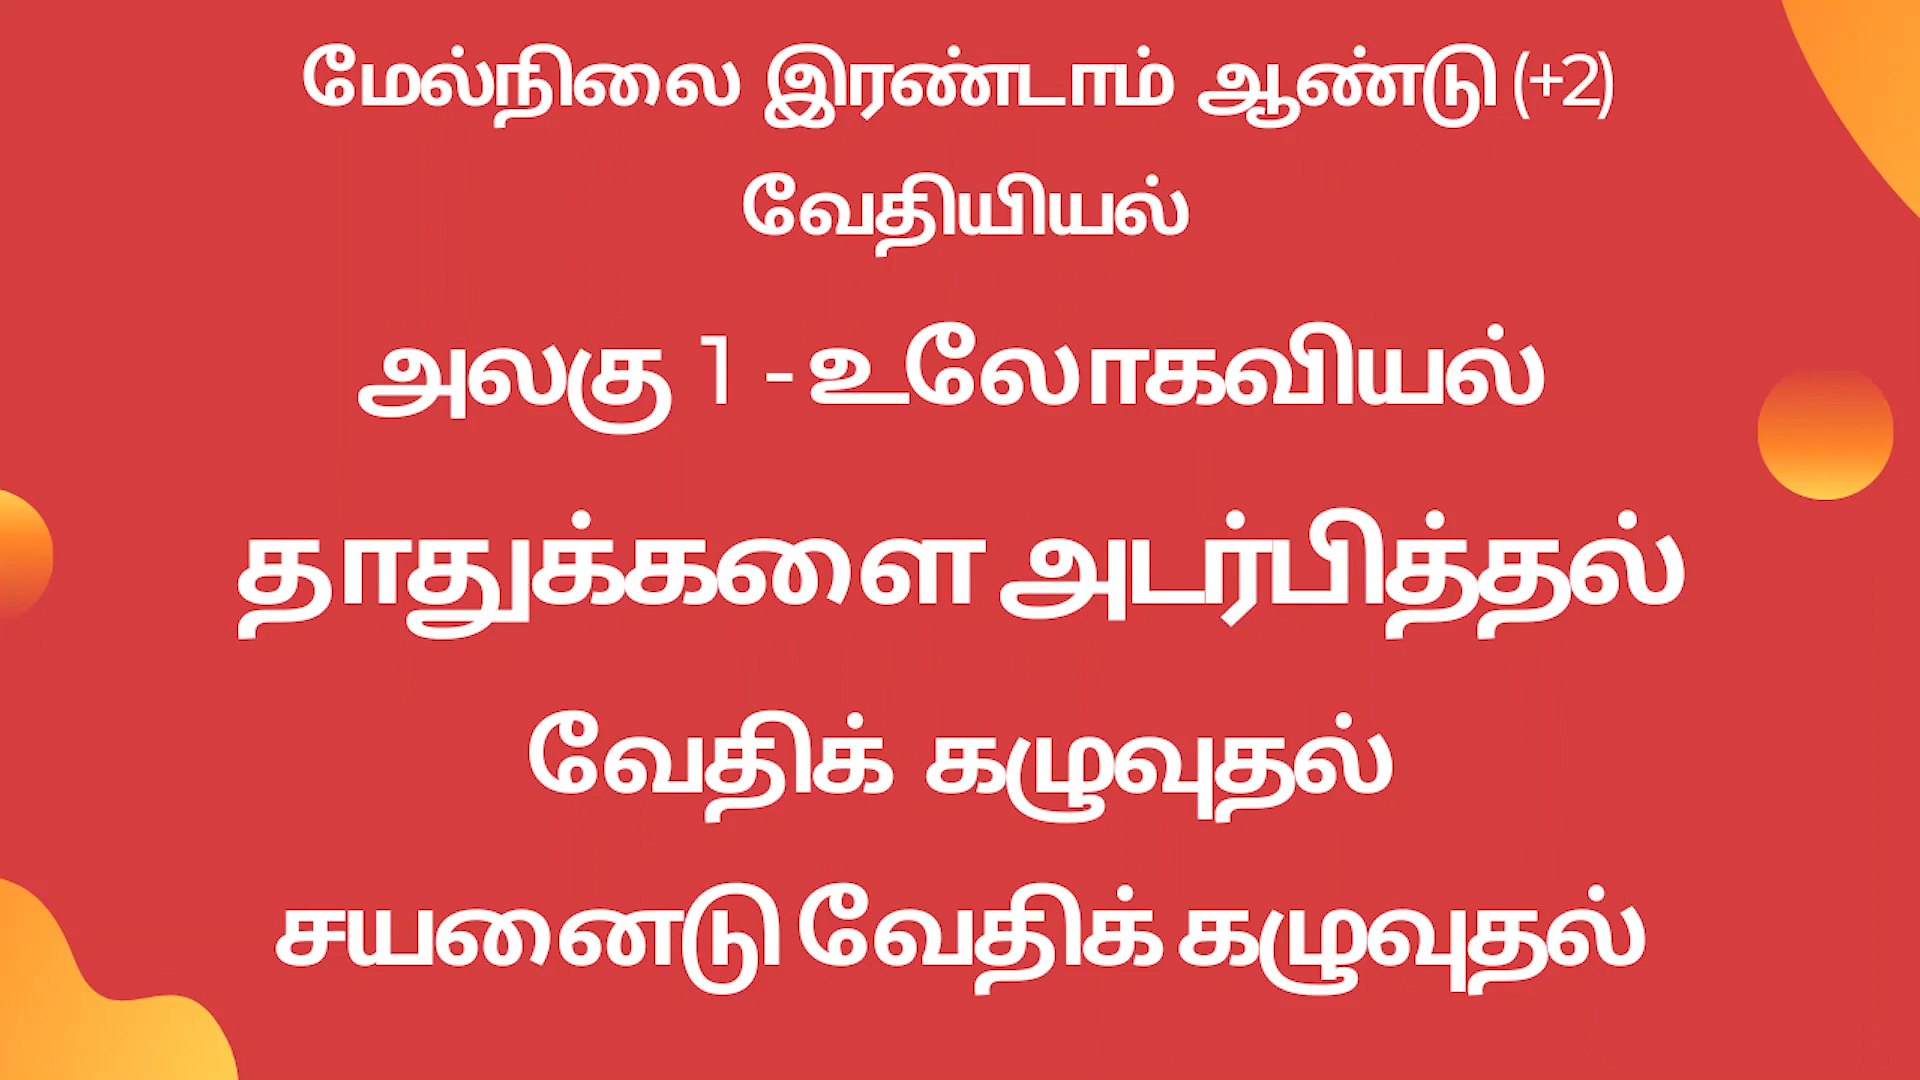 மேல்நிலை இரண்டாம் ஆண்டு (+2)
வேதியியல்
அலகு 1 - உலோகவியல்
தாதுக்களை அடர்பித்தல்
வேதிக் கழுவுதல்
சயனைடு வேதிக் கழுவுதல்